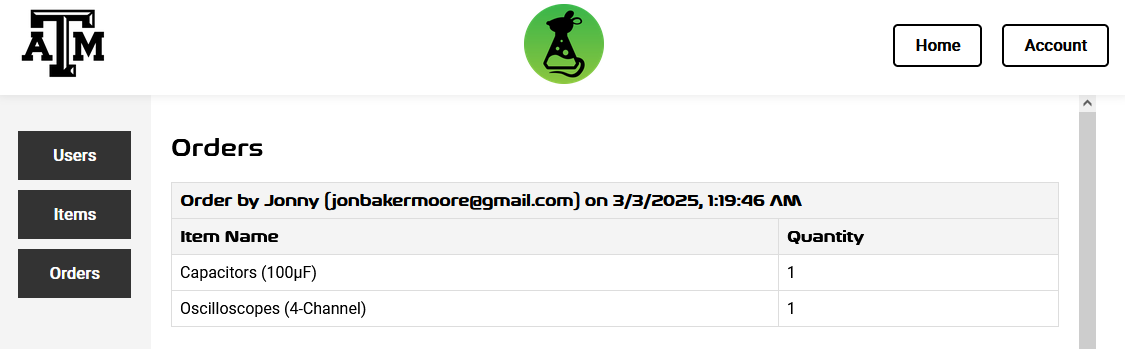 ATM
Home
Account
Users
Items
Orders
Orders
Order by Jonny (jonbakermoore@gmail.com) on 3/3/2025, 1:19:46 AM
Item Name Quantity
Capacitors (100µF) 1
Oscilloscopes (4-Channel) 1